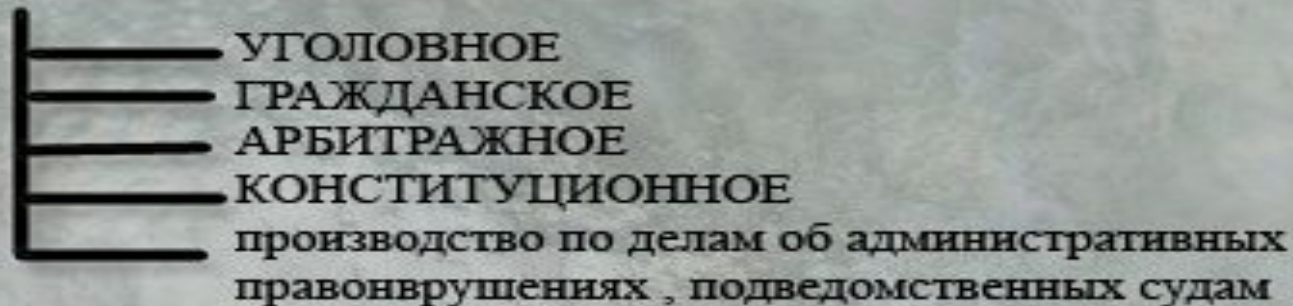 УГОЛОВНОЕ
ГРАЖДАНСКОЕ
АРБИТРАЖНОЕ
КОНСТИТУЦИОННОЕ
производство по делам об административных
правонврушениях , подведомственных судам